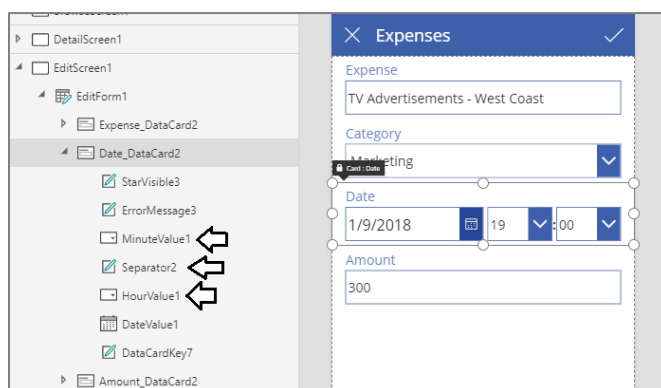 DetailScreen1
EditScreen1
EditForm1
Expense_DataCard2
Date_DataCard2
StarVisible3
ErrorMessage3
MinuteValue1
Separator2
HourValue1
DateValue1
DataCardKey7
Amount_DataCard2
Expenses
Expense
TV Advertisements - West Coast
Category
Marketing
Card : Date
Date
1/9/2018 19 : 00
Amount
300